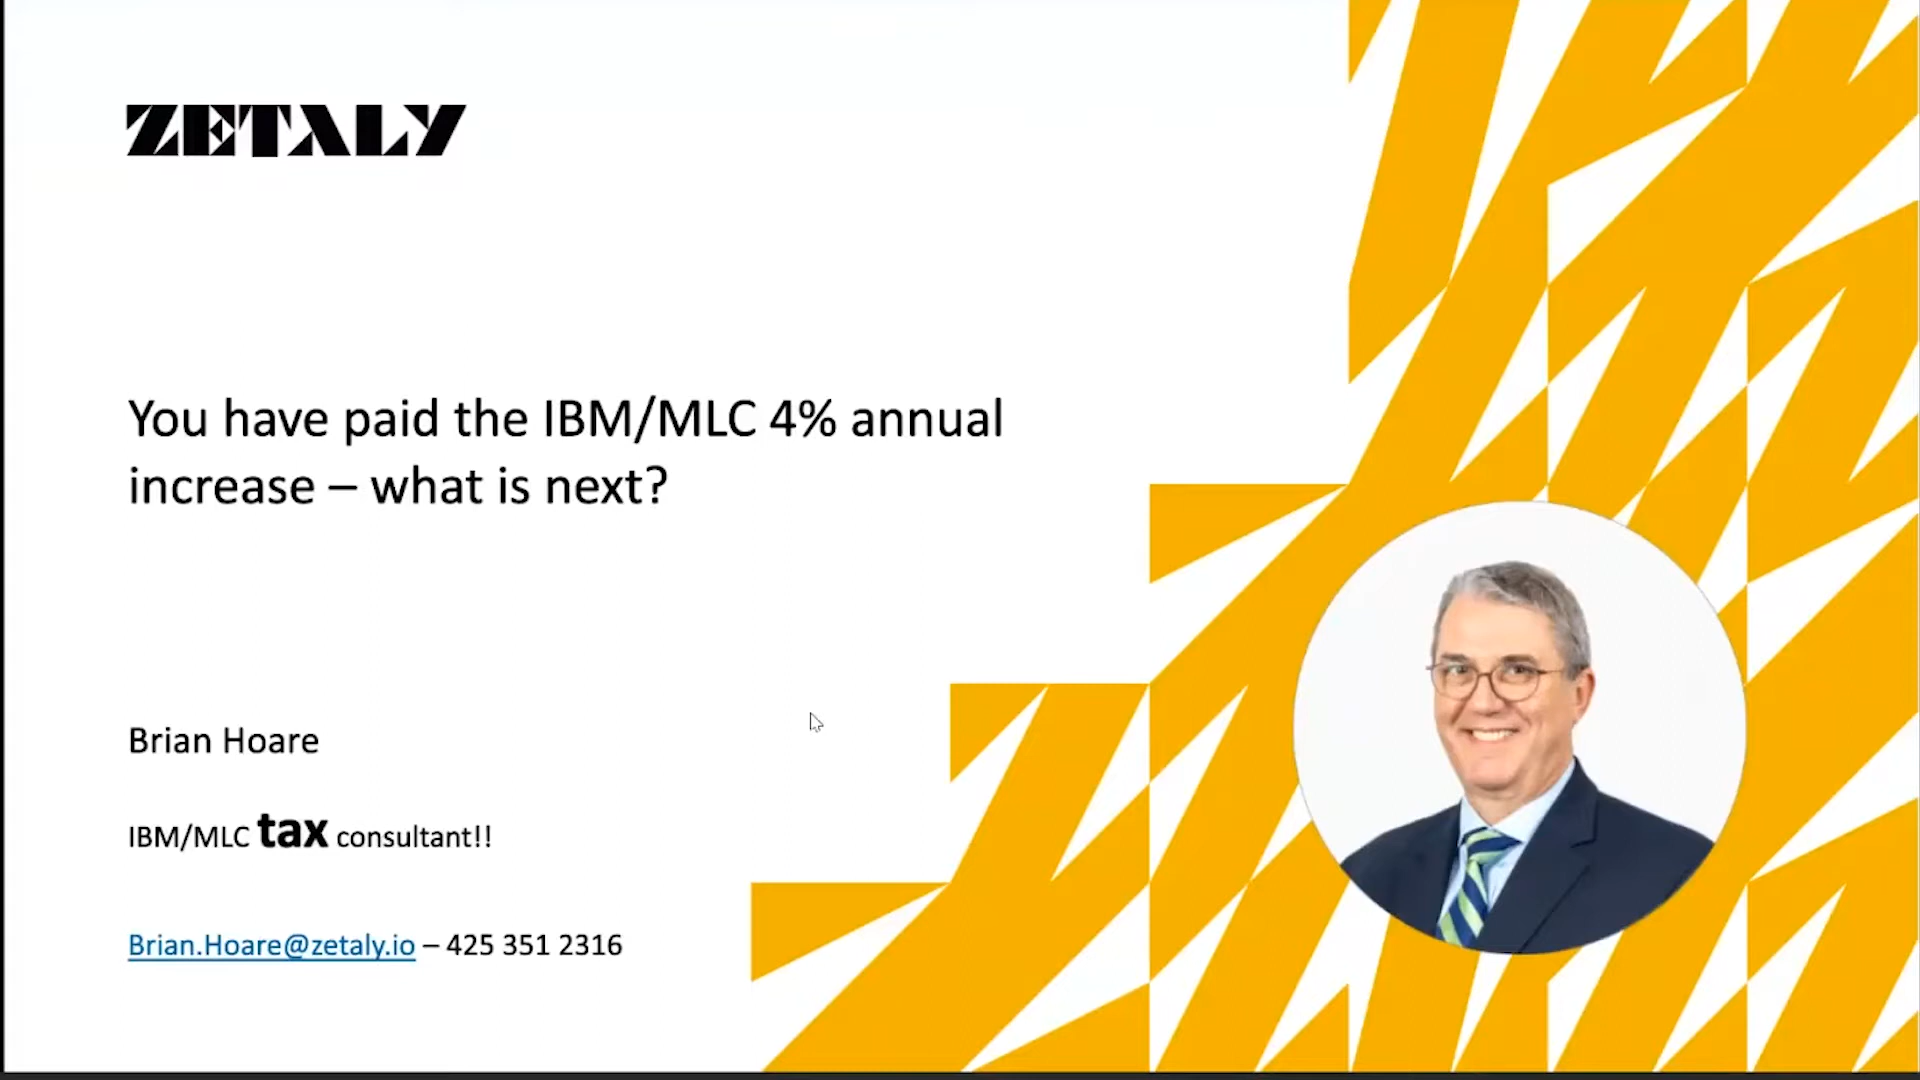 ZETALY
You have paid the IBM/MLC 4% annual
increase – what is next?
Brian Hoare
IBM/MLC tax consultant!!
Brian.Hoare@zetaly.io – 425 351 2316